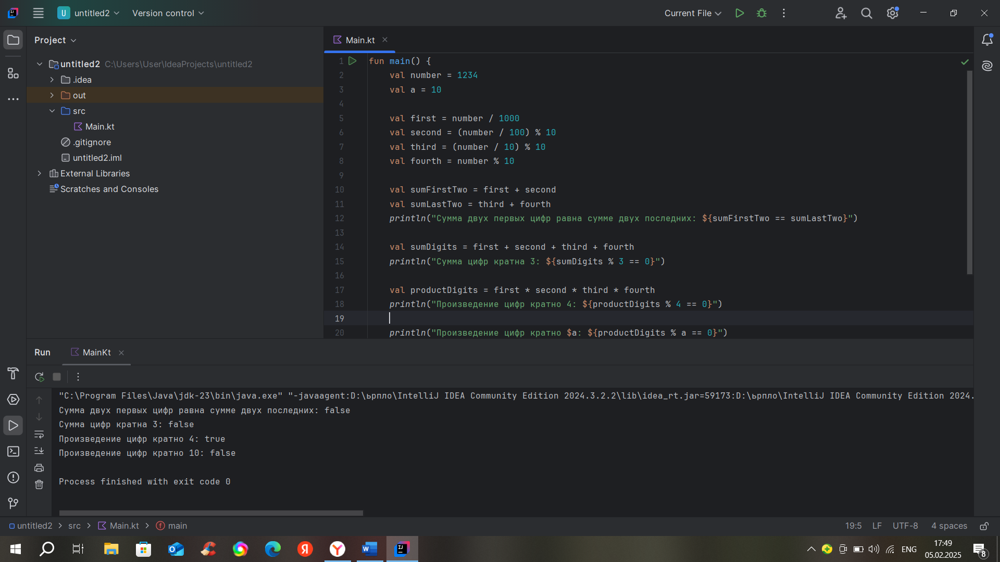 U untitled2 Version control Current File
Project
Main.kt
untitled2 C:\Users\User\IdeaProjects\untitled2
.idea
out
src
Main.kt
.gitignore
untitled2.iml
External Libraries
Scratches and Consoles
1 fun main() {
2 val number = 1234
3 val a = 10
4
5 val first = number / 1000
6 val second = (number / 100) % 10
7 val third = (number / 10) % 10
8 val fourth = number % 10
9
10 val sumFirstTwo = first + second
11 val sumLastTwo = third + fourth
12 println("Сумма двух первых цифр равна сумме двух последних: ${sumFirstTwo == sumLastTwo}")
13
14 val sumDigits = first + second + third + fourth
15 println("Сумма цифр кратна 3: ${sumDigits % 3 == 0}")
16
17 val productDigits = first * second * third * fourth
18 println("Произведение цифр кратно 4: ${productDigits % 4 == 0}")
19
20 println("Произведение цифр кратно $a: ${productDigits % a == 0}")
Run MainKt
"C:\Program Files\Java\jdk-23\bin\java.exe" "-javaagent:D:\ьрпло\IntelliJ IDEA Community Edition 2024.3.2.2\lib\idea_rt.jar=59173:D:\ьрпло\IntelliJ IDEA Community Edition 2024.
Сумма двух первых цифр равна сумме двух последних: false
Сумма цифр кратна 3: false
Произведение цифр кратно 4: true
Произведение цифр кратно 10: false
Process finished with exit code 0
untitled2 > src > Main.kt > main 19:5 LF UTF-8 4 spaces
ENG
17:49
05.02.2025
8